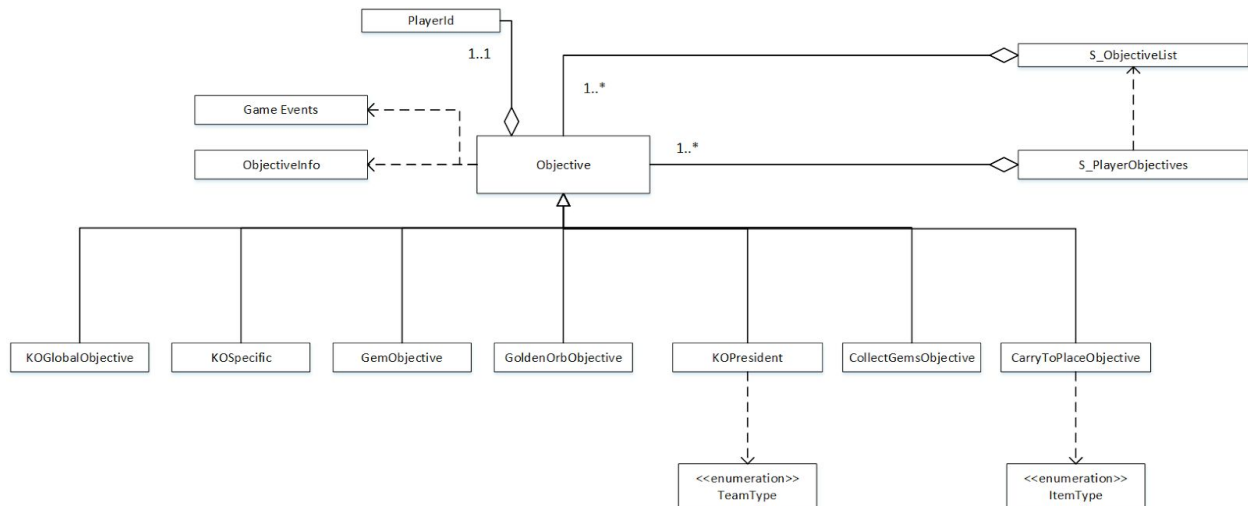 PlayerId
1..1
S_ObjectiveList
1..*
Game Events
1..*
Objective
ObjectiveInfo
S_PlayerObjectives
KOGlobalObjective
KOSpecific
GemObjective
GoldenOrbObjective
KOPresident
CollectGemsObjective
CarryToPlaceObjective
<<enumeration>>
TeamType
<<enumeration>>
ItemType